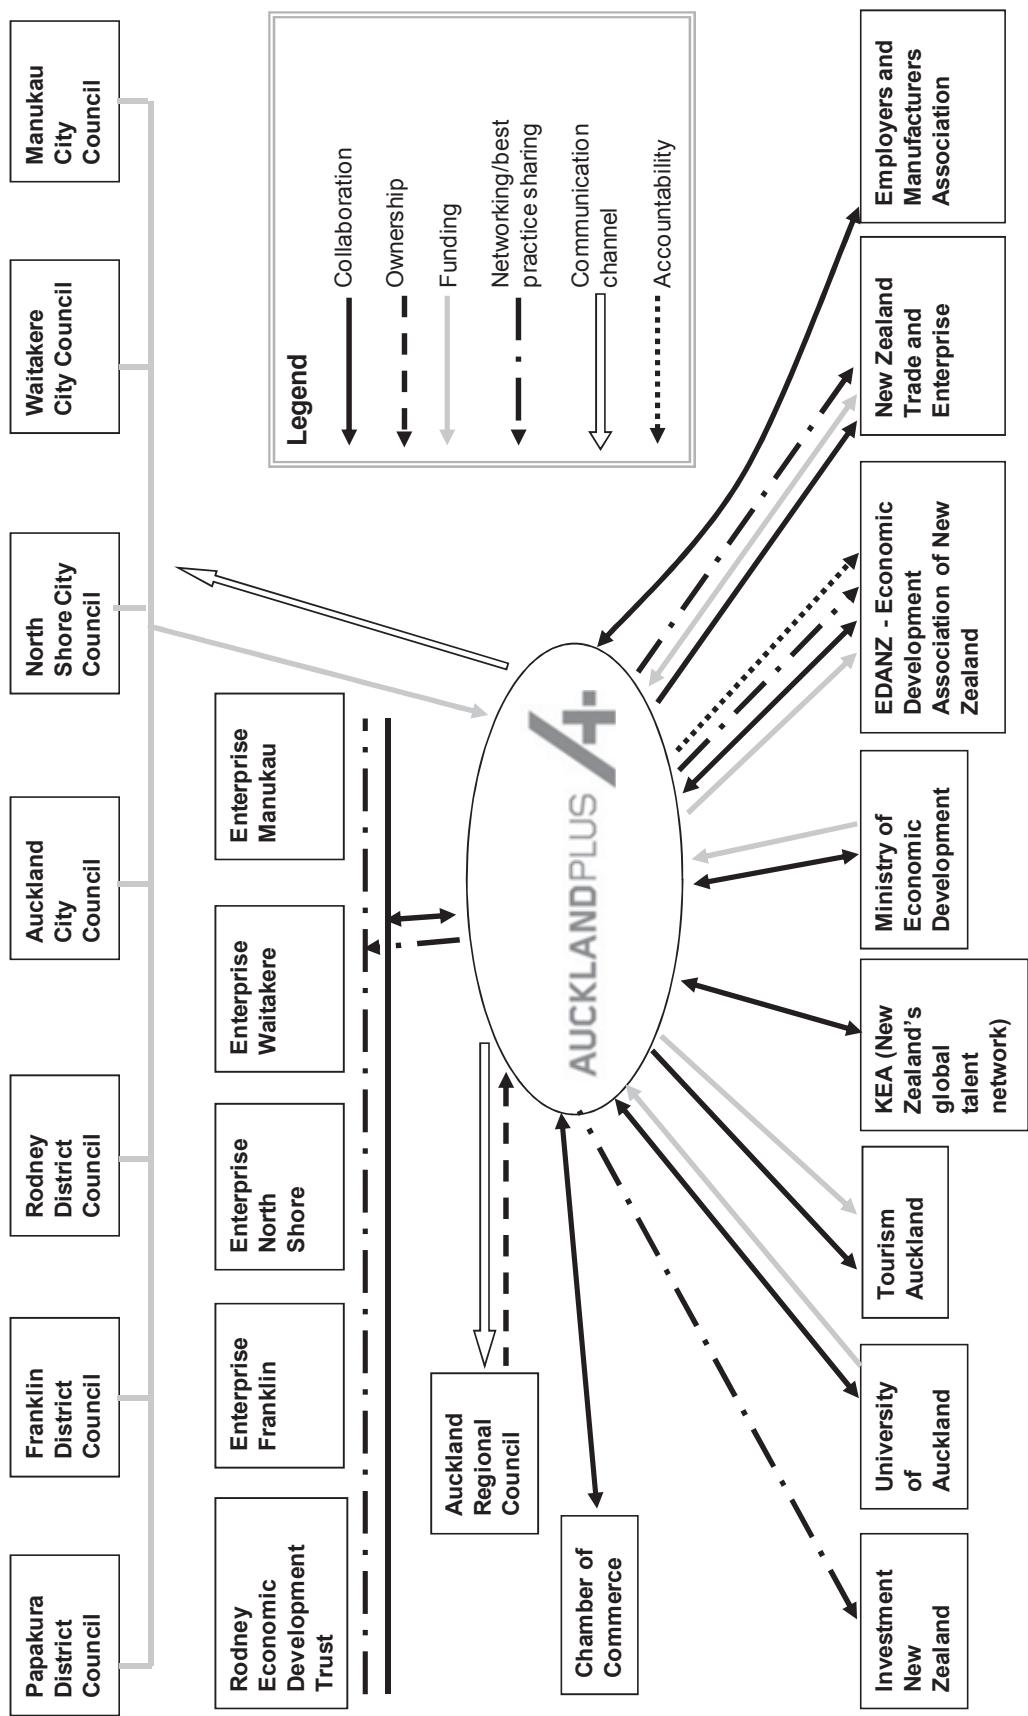 Papakura
District
Council
Franklin
District
Council
Rodney
District
Council
Auckland
City
Council
North
Shore City
Council
Waitakere
City Council
Manukau
City
Council
Rodney
Economic
Development
Trust
Enterprise
Franklin
Enterprise
North
Shore
Enterprise
Waitakere
Enterprise
Manukau
Legend
Collaboration
Ownership
Funding
Networking/best
practice sharing
Communication
channel
Accountability
Auckland
Regional
Council
Chamber of
Commerce
AUCKLANDPLUS
Investment
New
Zealand
University
of
Auckland
Tourism
Auckland
KEA (New
Zealand's
global
talent
network)
Ministry of
Economic
Development
EDANZ - Economic
Development
Association of New
Zealand
New Zealand
Trade and
Enterprise
Employers and
Manufacturers
Association